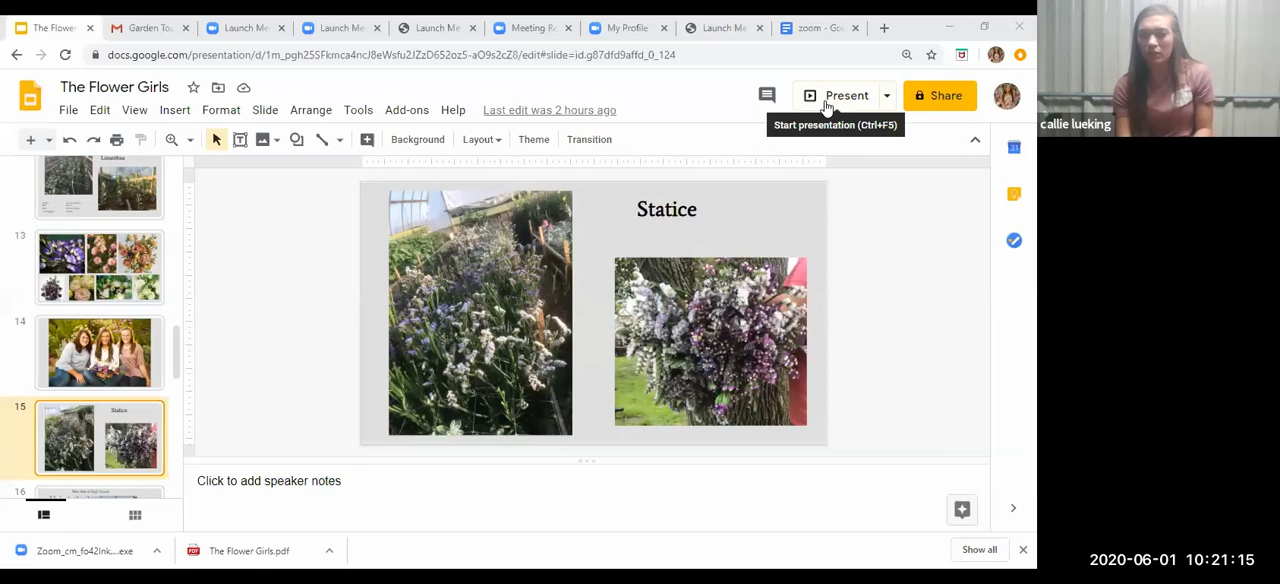 The Flower
Garden To
Launch Me
Launch Me
Launch Me
Meeting R
My Profile
Launch Me
zoom - Go
docs.google.com/presentation/d/1m_pgh25SFkmca4ncJ8eWsfu2JZzD652oz5-aO9s2cZ8/edit#slide=id.g87dfd9affd_0_124
The Flower Girls
Present
Share
File Edit View Insert Format Slide Arrange Tools Add-ons Help Last edit was 2 hours ago
callie lueking
Start presentation (Ctrl+F5)
Background Layout Theme Transition
31
Lisianthus
13
14
15
Statice
16
Statice
Click to add speaker notes
Zoom_cm_fo42lnk....exe
PDF
The Flower Girls.pdf
Show all
2020-06-01 10:21:15